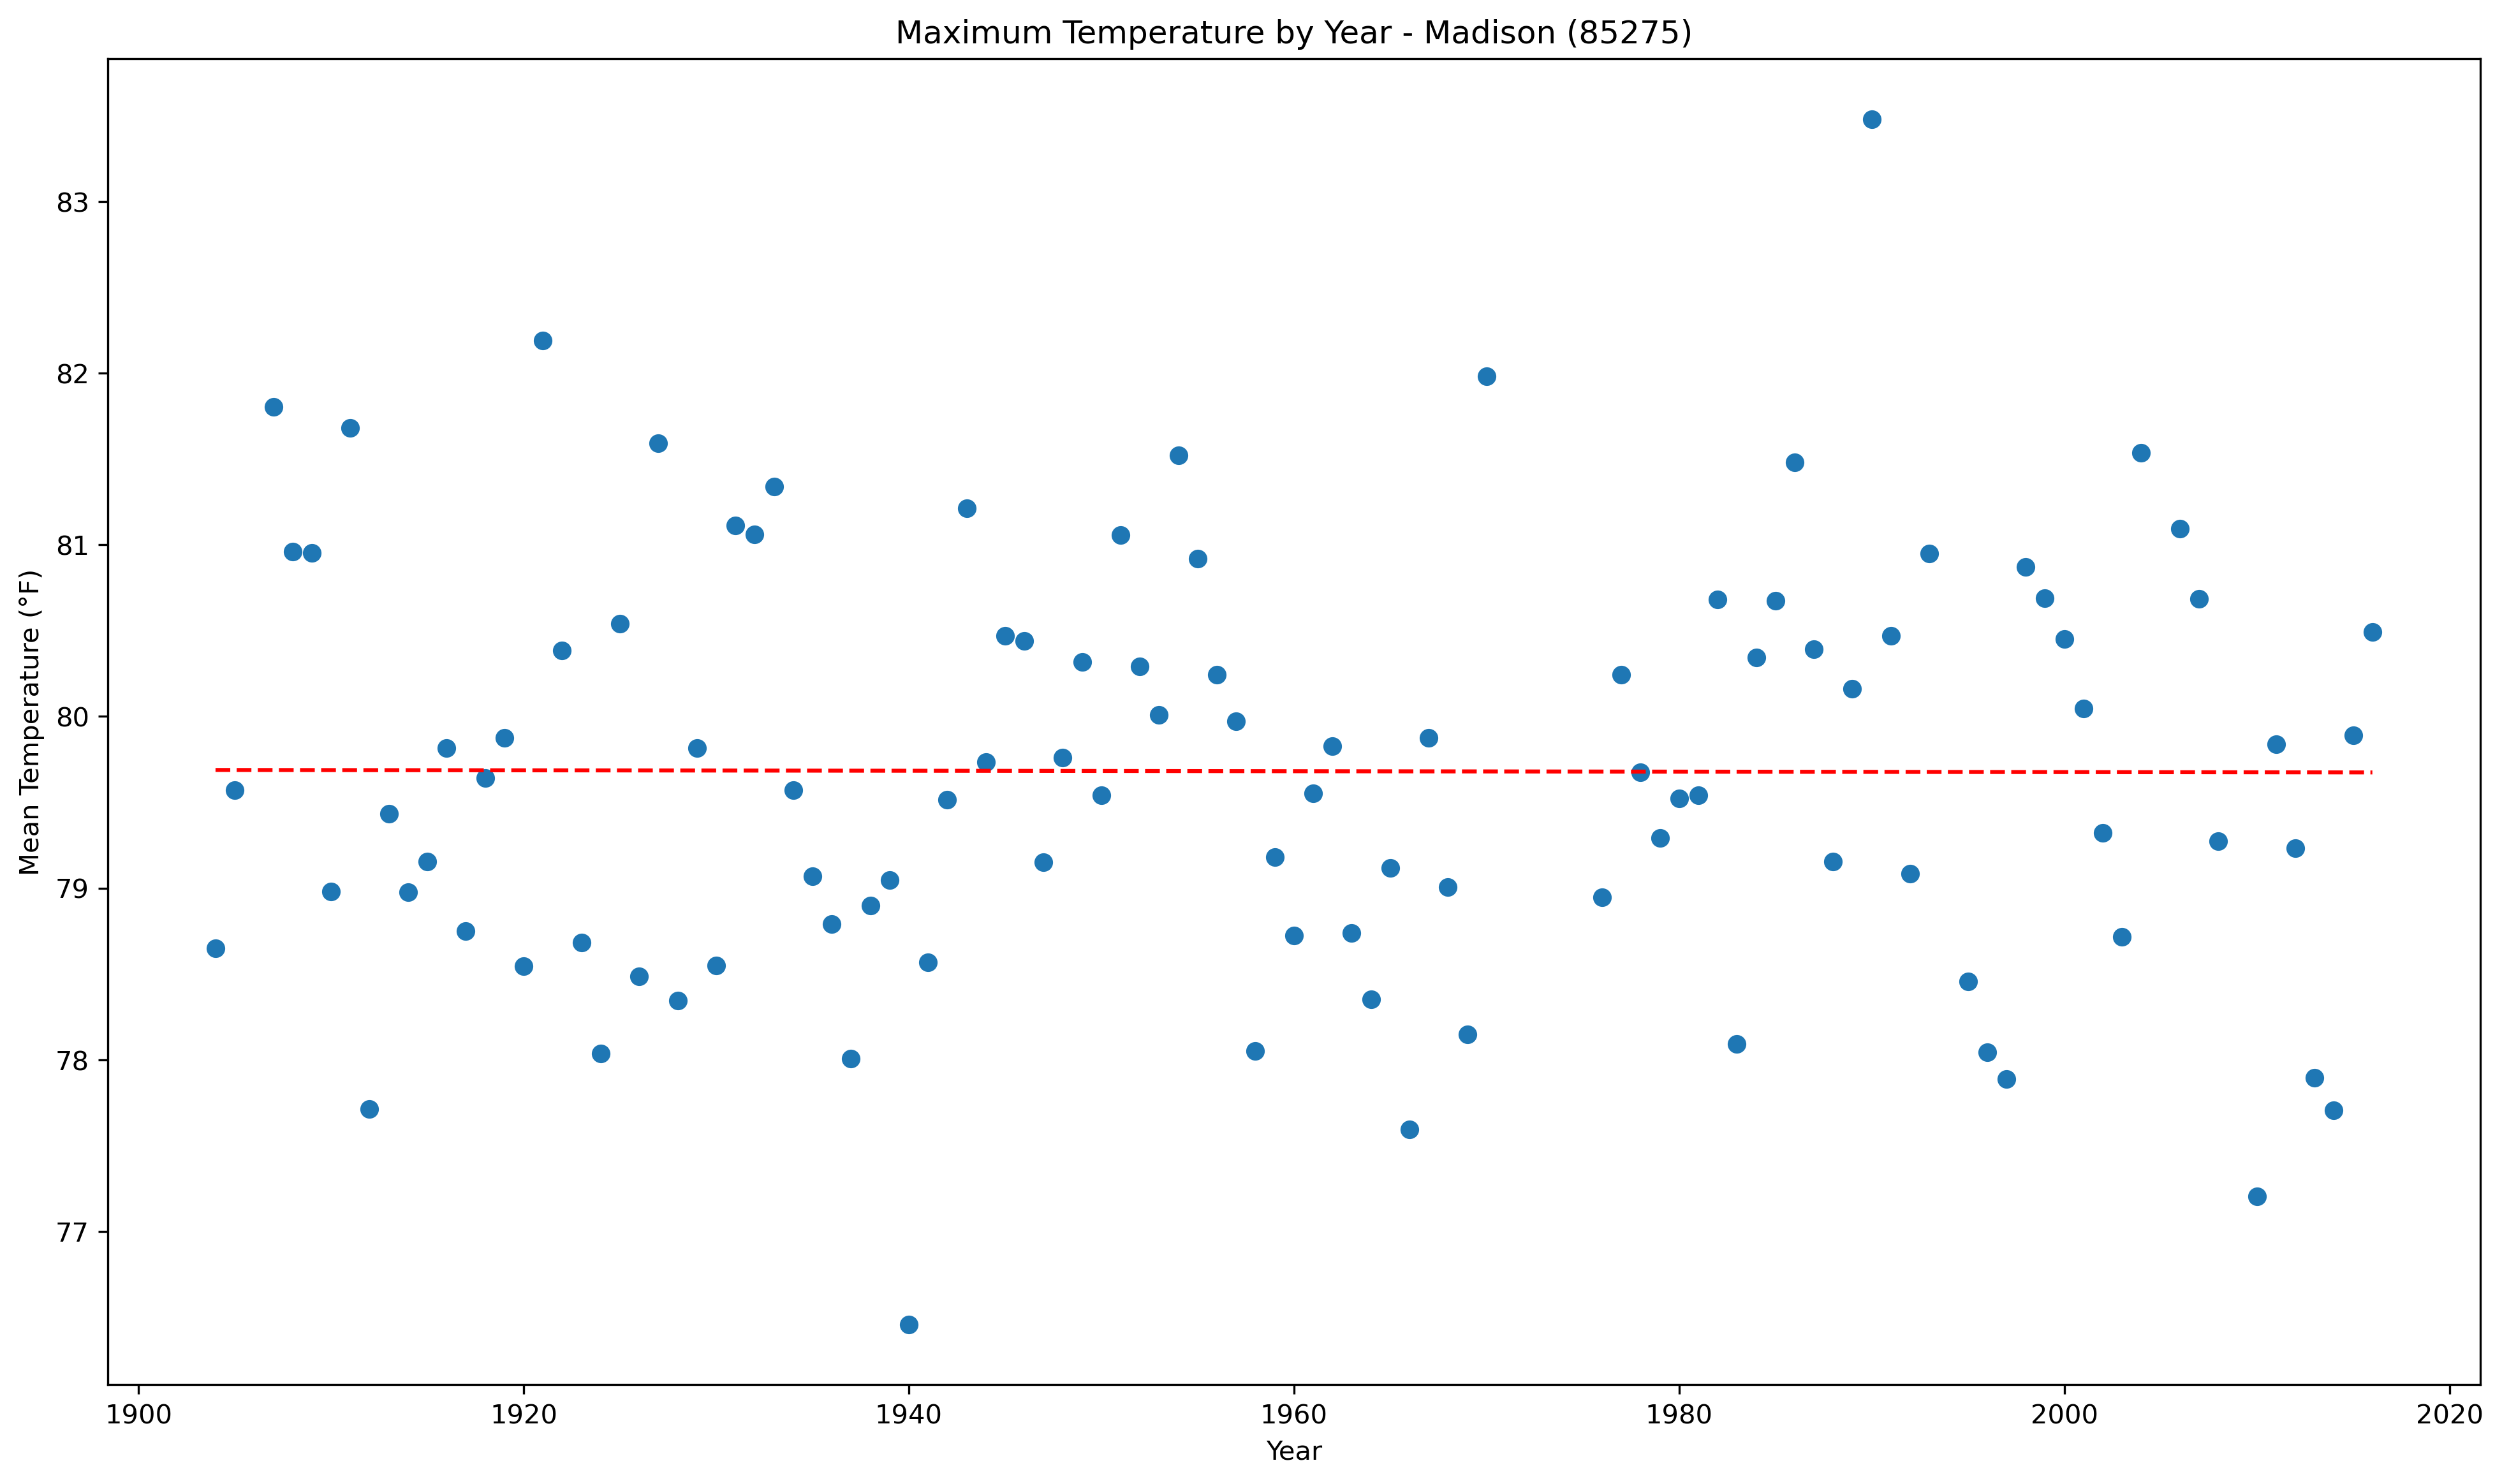 Maximum Temperature by Year - Madison (85275)
Mean Temperature (°F)
83
82
81
80
79
78
77
1900 1920 1940 1960 1980 2000 2020
Year